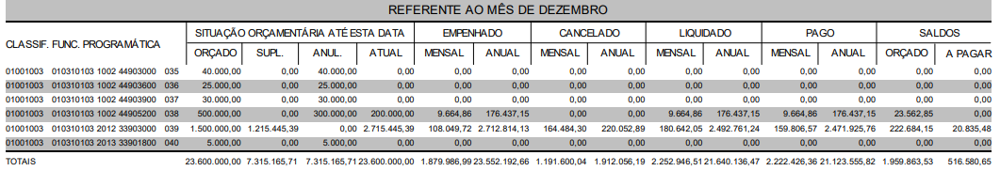 REFERENTE AO MÊS DE DEZEMBRO
CLASSIF. FUNC. PROGRAMÁTICA SITUAÇÃO ORÇAMENTÁRIA ATÉ ESTA DATA EMPENHADO CANCELADO LIQUIDADO PAGO SALDOS
ORÇADO SUPL. ANUL. ATUAL MENSAL ANUAL MENSAL ANUAL MENSAL ANUAL MENSAL ANUAL ORÇADO A PAGAR
01001003 010310103 1002 44903000 035 40.000,00 0,00 40.000,00 0,00 0,00 0,00 0,00 0,00 0,00 0,00 0,00 0,00 0,00 0,00
01001003 010310103 1002 44903600 036 25.000,00 0,00 25.000,00 0,00 0,00 0,00 0,00 0,00 0,00 0,00 0,00 0,00 0,00 0,00
01001003 010310103 1002 44903900 037 30.000,00 0,00 30.000,00 0,00 0,00 0,00 0,00 0,00 0,00 0,00 0,00 0,00 0,00 0,00
01001003 010310103 1002 44905200 038 500.000,00 0,00 300.000,00 200.000,00 9.664,86 176.437,15 0,00 0,00 9.664,86 176.437,15 9.664,86 176.437,15 23.562,85 0,00
01001003 010310103 2012 33903000 039 1.500.000,00 1.215.445,39 0,00 2.715.445,39 108.049,72 2.712.814,13 164.484,30 220.052,89 180.642,05 2.492.761,24 159.806,57 2.471.925,76 222.684,15 20.835,48
01001003 010310103 2013 33901800 040 5.000,00 0,00 5.000,00 0,00 0,00 0,00 0,00 0,00 0,00 0,00 0,00 0,00 0,00 0,00
TOTAIS 23.600.000,00 7.315.165,71 7.315.165,71 23.600.000,00 1.879.986,99 23.552.192,66 1.191.600,04 1.912.056,19 2.252.946,51 21.640.136,47 2.222.426,36 21.123.555,82 1.959.863,53 516.580,65